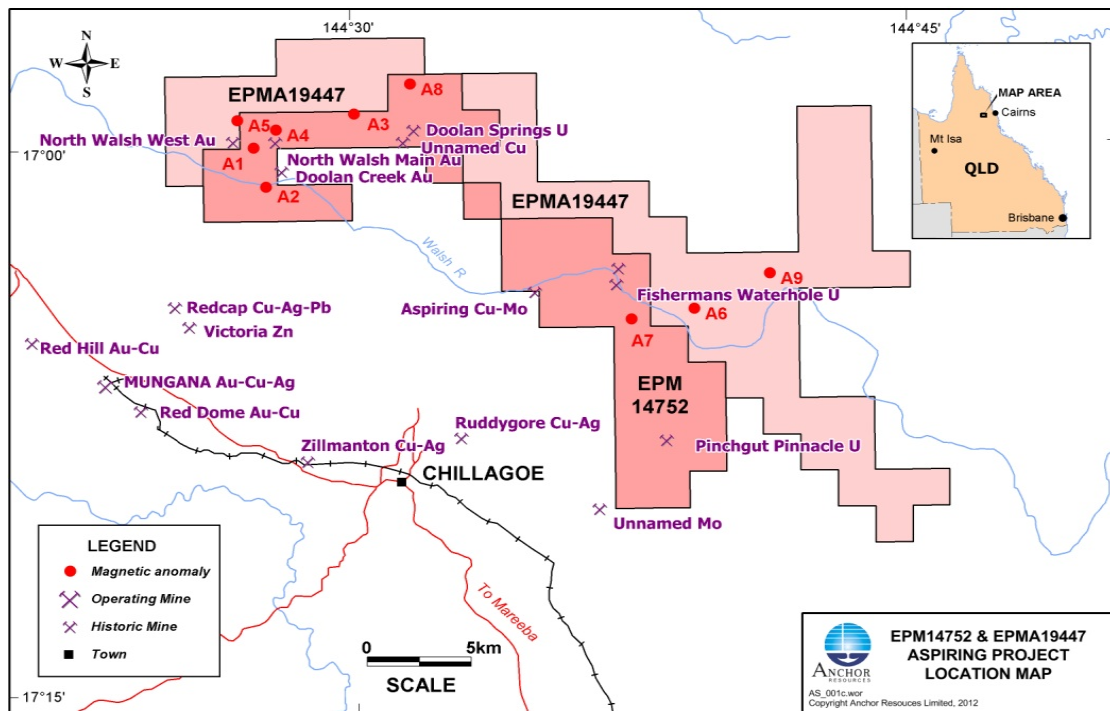 144°30'
144°45'
N
W E
S
EPMA19447
A8
A5
A4
A3
North Walsh West Au
Doolan Springs U
Unnamed Cu
17°00'
A1
North Walsh Main Au
Doolan Creek Au
A2
EPMA19447
Walsh R
MAP AREA
Cairns
Mt Isa
QLD
Brisbane
A9
Fishermans Waterhole U
Aspiring Cu-Mo
A6
A7
Redcap Cu-Ag-Pb
Victoria Zn
Red Hill Au-Cu
MUNGANA Au-Cu-Ag
Red Dome Au-Cu
EPM
14752
Ruddygore Cu-Ag
Pinchgut Pinnacle U
Zillmanton Cu-Ag
CHILLAGOE
Unnamed Mo
LEGEND
Magnetic anomaly
Operating Mine
Historic Mine
Town
To Mareeba
0 5km
SCALE
17°15'
ANCHOR
RESOURCES
EPM14752 & EPMA19447
ASPIRING PROJECT
LOCATION MAP
AS_001c.wor
Copyright Anchor Resouces Limited, 2012